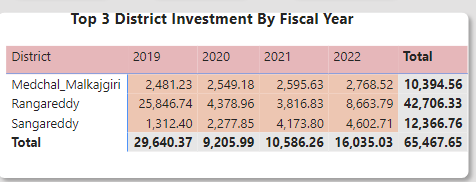 Top 3 District Investment By Fiscal Year
District 2019 2020 2021 2022 Total
Medchal_Malkajgiri 2,481.23 2,549.18 2,595.63 2,768.52 10,394.56
Rangareddy 25,846.74 4,378.96 3,816.83 8,663.79 42,706.33
Sangareddy 1,312.40 2,277.85 4,173.80 4,602.71 12,366.76
Total 29,640.37 9,205.99 10,586.26 16,035.03 65,467.65